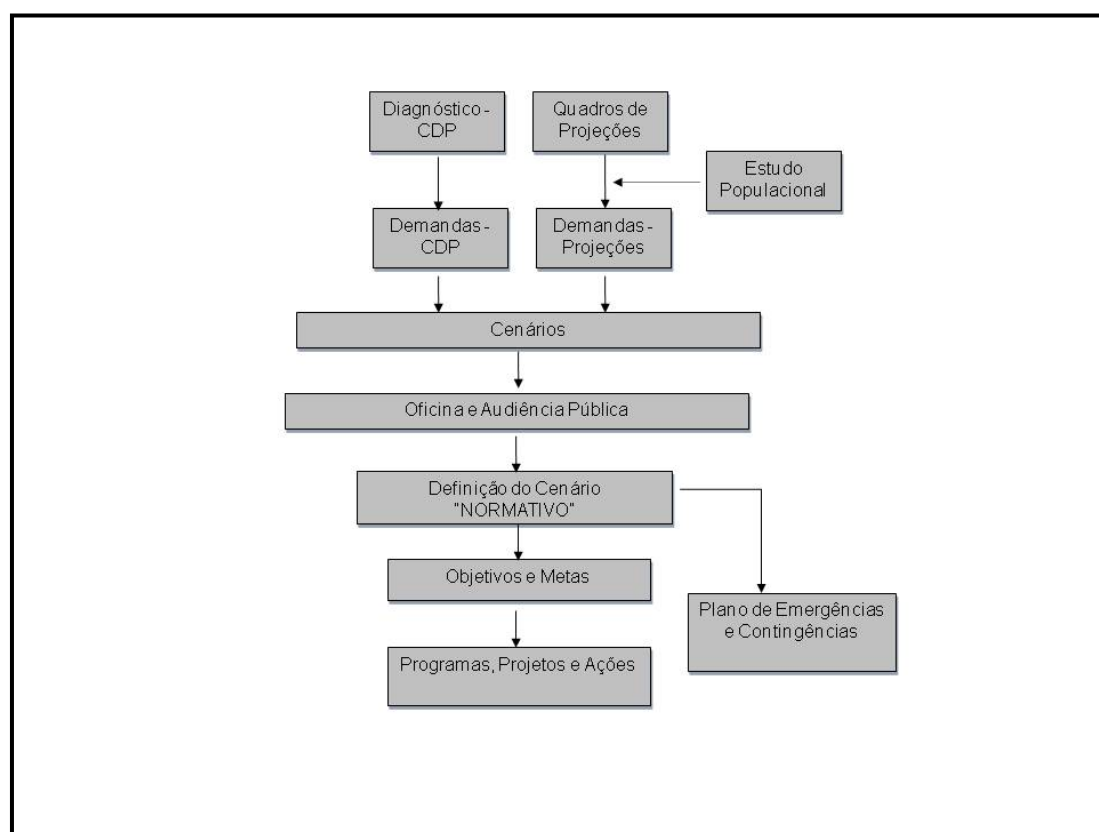 Diagnóstico -
CDP
Quadros de
Projeções
Estudo
Populacional
Demandas -
CDP
Demandas -
Projeções
Cenários
Oficina e Audiência Pública
Definição do Cenário
"NORMATIVO"
Objetivos e Metas
Plano de Emergências
e Contingências
Programas, Projetos e Ações